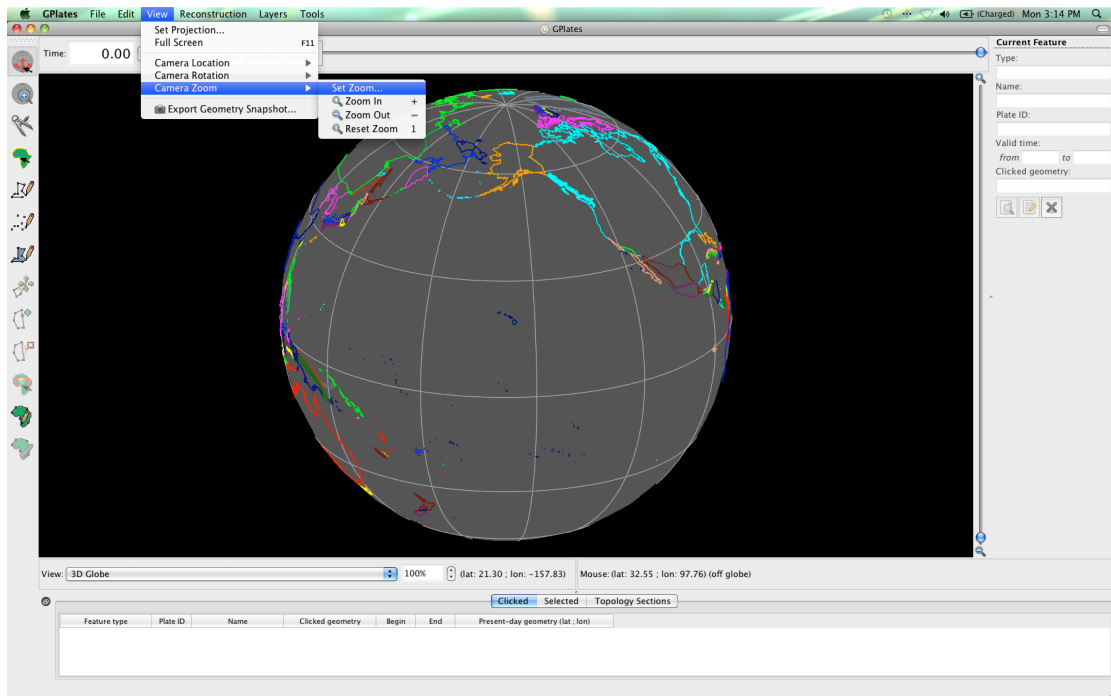 GPlates File Edit View Reconstruction Layers Tools (Charged) Mon 3:14 PM
GPlates
Set Projection...
Full Screen F11
Camera Location
Camera Rotation
Camera Zoom
Export Geometry Snapshot...
Set Zoom...
Zoom In +
Zoom Out −
Reset Zoom 1
Time: 0.00
Current Feature
Type:
Name:
Plate ID:
Valid time:
from to
Clicked geometry:
View: 3D Globe 100% (lat: 21.30 ; lon: -157.83) Mouse: (lat: 32.55 ; lon: 97.76) (off globe)
Clicked Selected Topology Sections
Feature type Plate ID Name Clicked geometry Begin End Present-day geometry (lat ; lon)